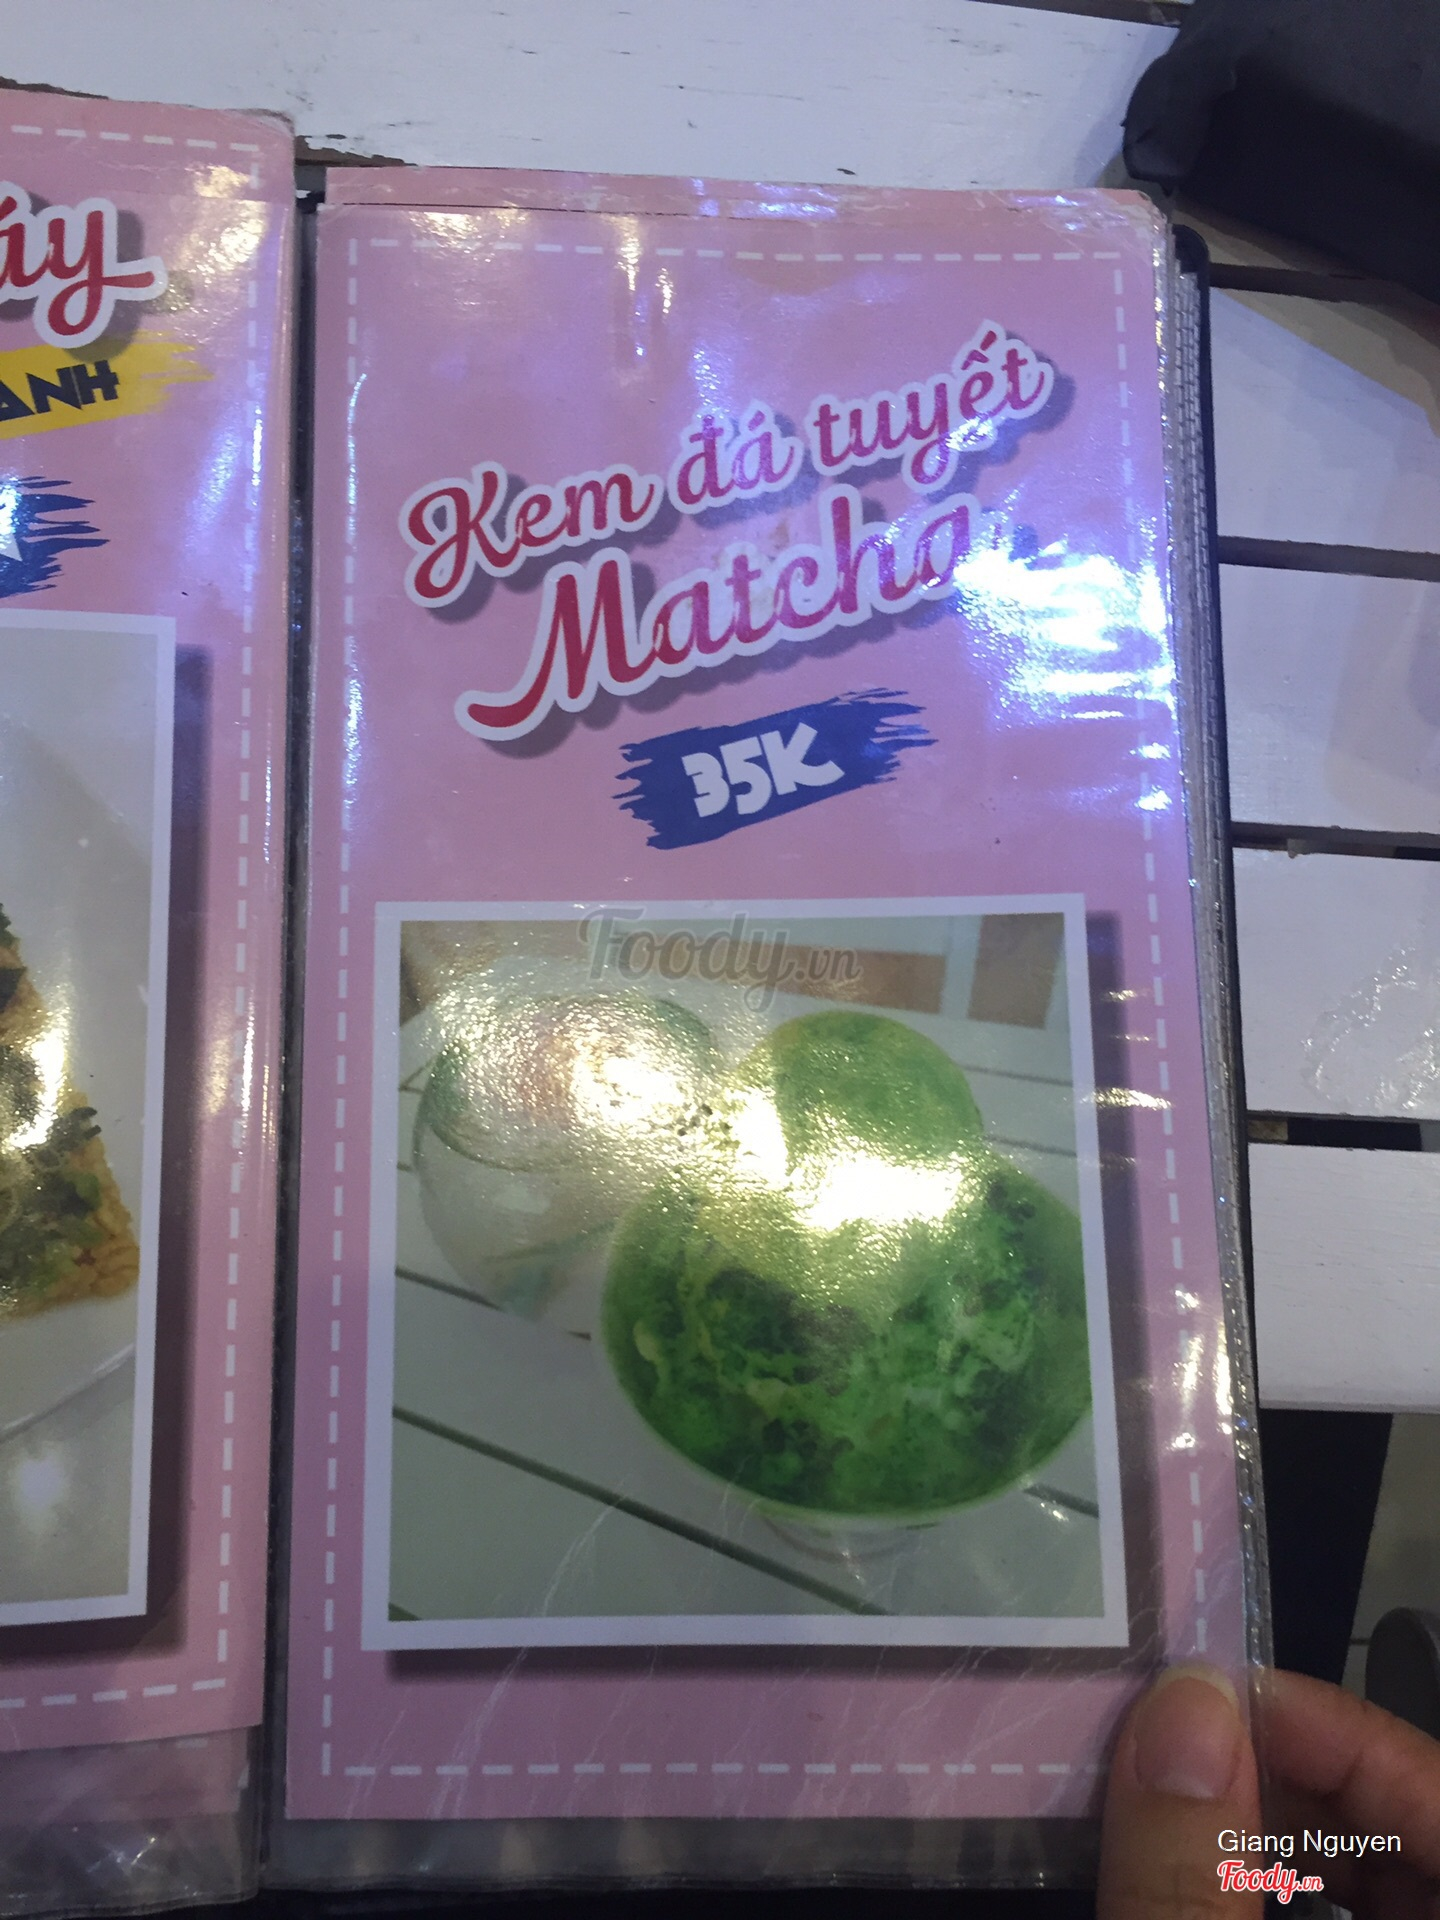 Kem đá tuyết
Matcha
35K
Foody.vn
Giang Nguyen
Foody.vn